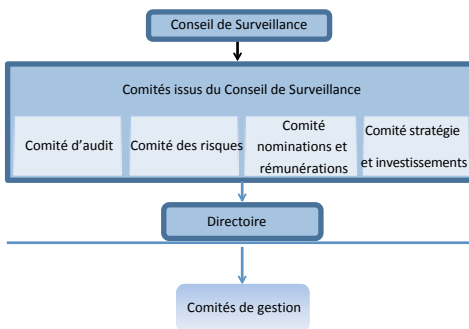 Conseil de Surveillance
Comités issus du Conseil de Surveillance
Comité d’audit
Comité des risques
Comité
nominations et
rémunérations
Comité stratégie
et investissements
Directoire
Comités de gestion